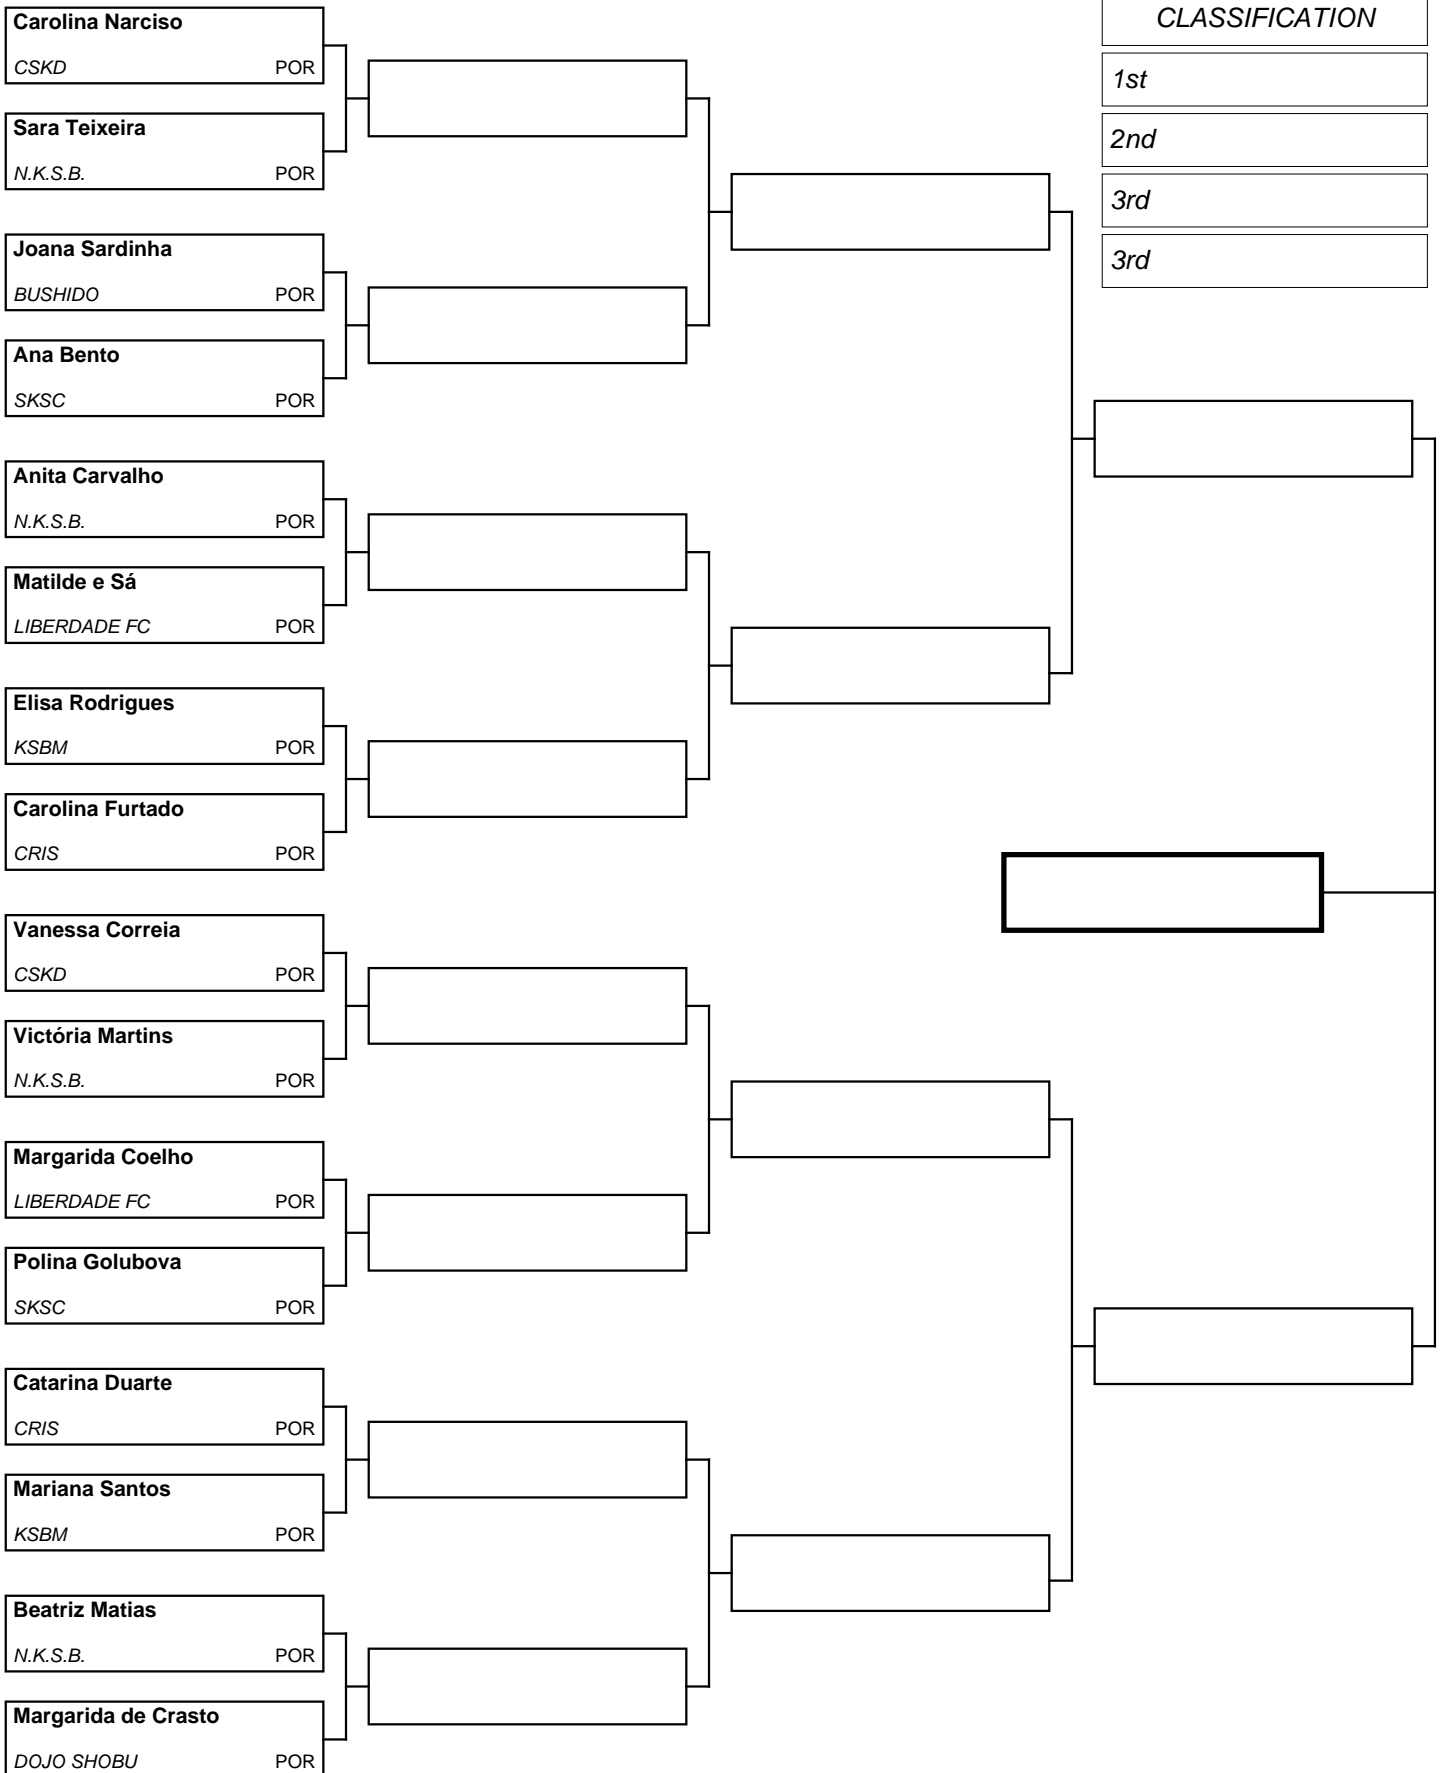 CLASSIFICATION
1st
2nd
3rd
3rd
Carolina Narciso
CSKD POR
Sara Teixeira
N.K.S.B. POR
Joana Sardinha
BUSHIDO POR
Ana Bento
SKSC POR
Anita Carvalho
N.K.S.B. POR
Matilde e Sá
LIBERDADE FC POR
Elisa Rodrigues
KSBM POR
Carolina Furtado
CRIS POR
Vanessa Correia
CSKD POR
Victória Martins
N.K.S.B. POR
Margarida Coelho
LIBERDADE FC POR
Polina Golubova
SKSC POR
Catarina Duarte
CRIS POR
Mariana Santos
KSBM POR
Beatriz Matias
N.K.S.B. POR
Margarida de Crasto
DOJO SHOBU POR